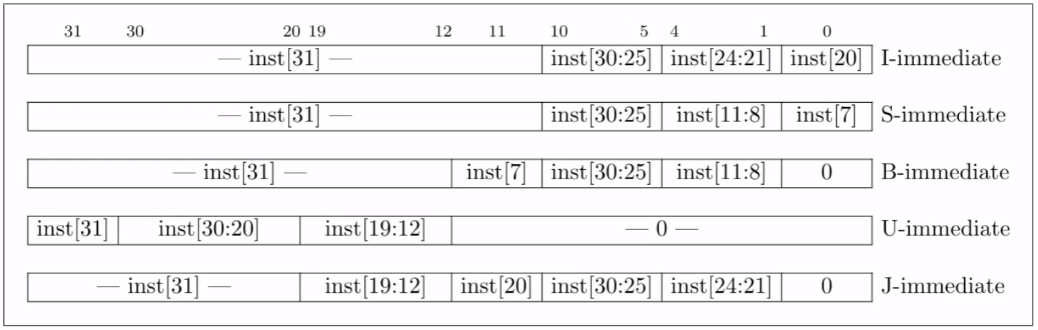 31 30 20 19 12 11 10 5 4 1 0
— inst[31] — inst[30:25] inst[24:21] inst[20] I-immediate
— inst[31] — inst[30:25] inst[11:8] inst[7] S-immediate
— inst[31] — inst[7] inst[30:25] inst[11:8] 0 B-immediate
inst[31] inst[30:20] inst[19:12] — 0 — U-immediate
— inst[31] — inst[19:12] inst[20] inst[30:25] inst[24:21] 0 J-immediate